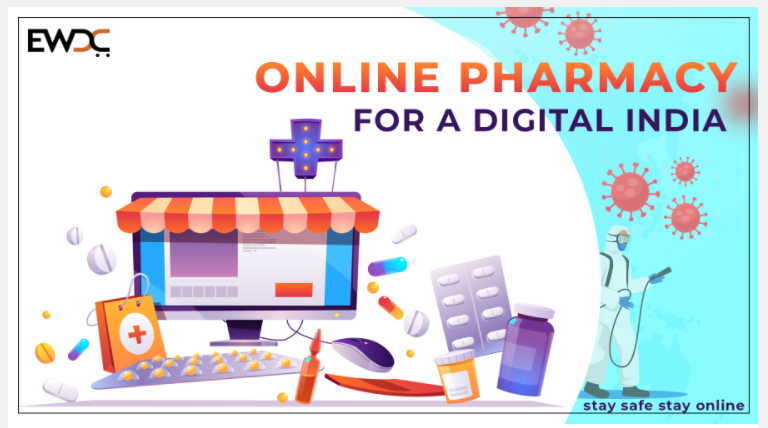 EWDC
ONLINE PHARMACY
FOR A DIGITAL INDIA
stay safe stay online